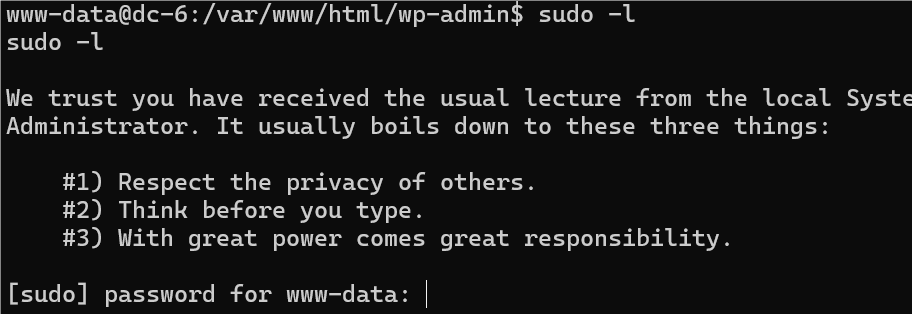 www-data@dc-6:/var/www/html/wp-admin$ sudo -l
sudo -l
We trust you have received the usual lecture from the local Syste
Administrator. It usually boils down to these three things:
#1) Respect the privacy of others.
#2) Think before you type.
#3) With great power comes great responsibility.
[sudo] password for www-data: